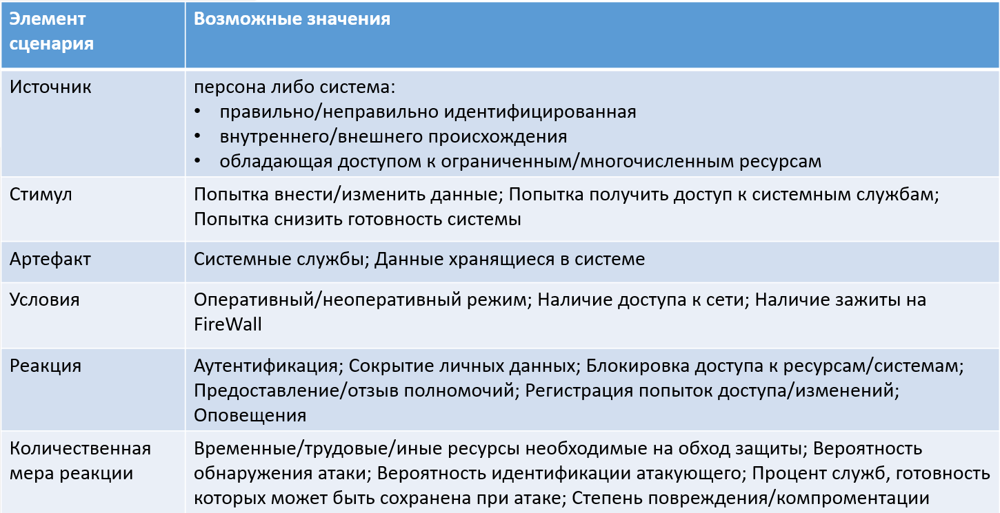 Элемент
сценария
Возможные значения
Источник
персона либо система:
• правильно/неправильно идентифицированная
• внутреннего/внешнего происхождения
• обладающая доступом к ограниченным/многочисленным ресурсам
Стимул
Попытка внести/изменить данные; Попытка получить доступ к системным службам;
Попытка снизить готовность системы
Артефакт
Системные службы; Данные хранящиеся в системе
Условия
Оперативный/неоперативный режим; Наличие доступа к сети; Наличие зажиты на
FireWall
Реакция
Аутентификация; Сокрытие личных данных; Блокировка доступа к ресурсам/системам;
Предоставление/отзыв полномочий; Регистрация попыток доступа/изменений;
Оповещения
Количественная
мера реакции
Временные/трудовые/иные ресурсы необходимые на обход защиты; Вероятность
обнаружения атаки; Вероятность идентификации атакующего; Процент служб, готовность
которых может быть сохранена при атаке; Степень повреждения/компроментации